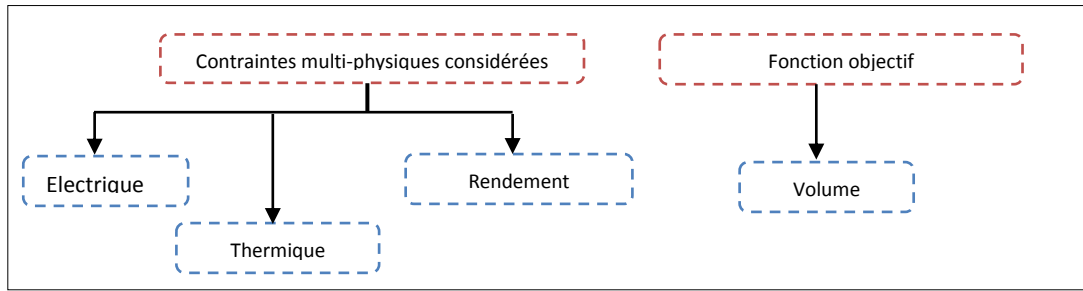 Contraintes multi-physiques considérées
Fonction objectif
Electrique
Rendement
Volume
Thermique